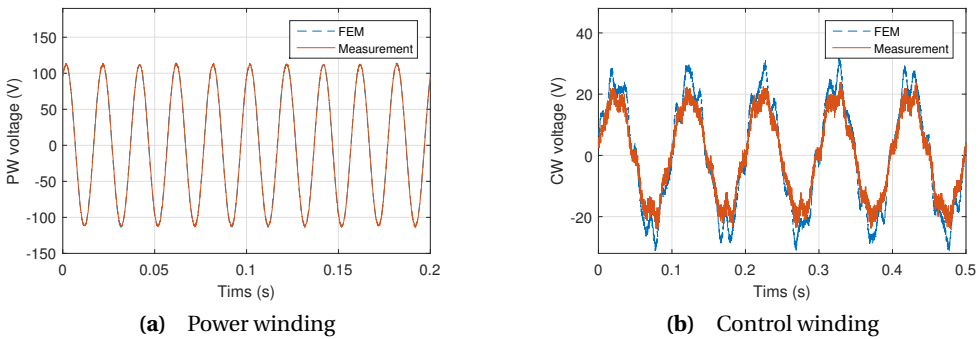 FEM
Measurement
150
100
50
0
-50
-100
-150
PW voltage (V)
0 0.05 0.1 0.15 0.2
Tims (s)
(a) Power winding
FEM
Measurement
40
20
0
-20
CW voltage (V)
0 0.1 0.2 0.3 0.4 0.5
Tims (s)
(b) Control winding